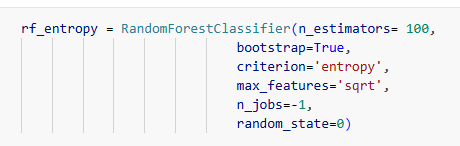 rf_entropy = RandomForestClassifier(n_estimators= 100,
bootstrap=True,
criterion='entropy',
max_features='sqrt',
n_jobs=-1,
random_state=0)